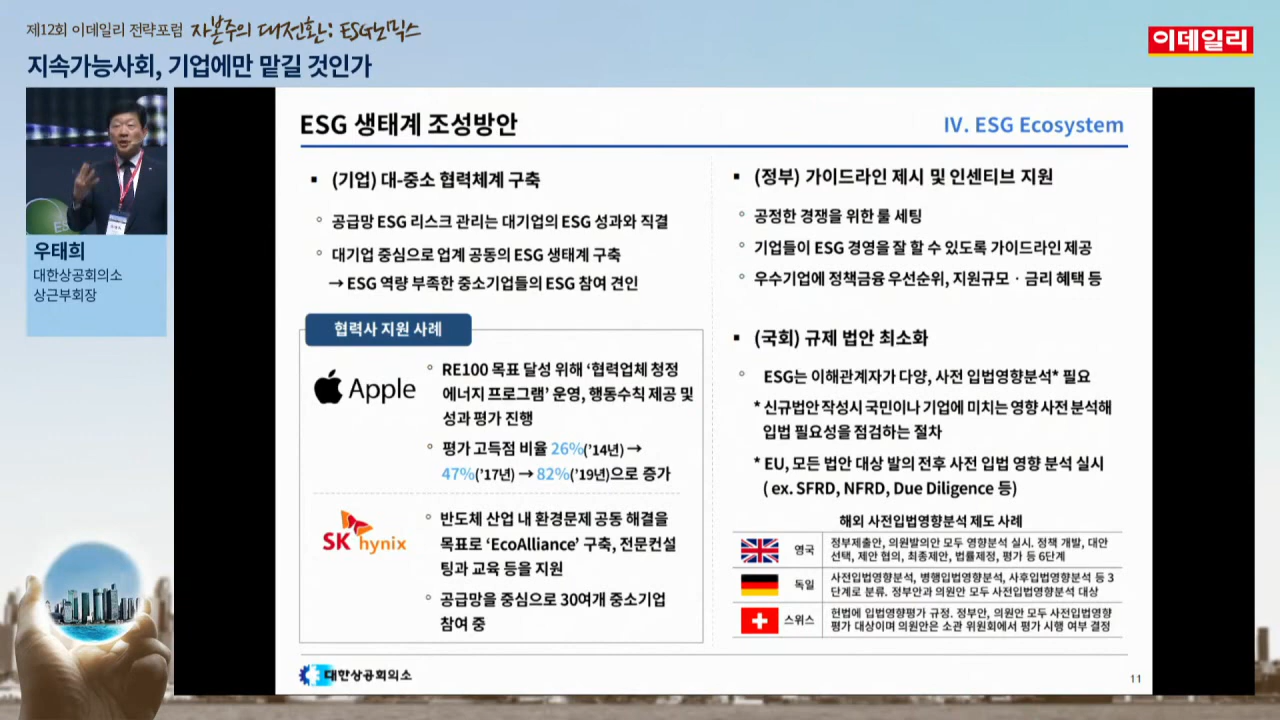 제12회 이데일리 전략포럼 자본주의 대전환: ESG노믹스
지속가능사회, 기업에만 맡길 것인가
이데일리
우태희
대한상공회의소
상근부회장
ESG 생태계 조성방안
IV. ESG Ecosystem
▪ (기업) 대-중소 협력체계 구축
◦ 공급망 ESG 리스크 관리는 대기업의 ESG 성과와 직결
◦ 대기업 중심으로 업계 공동의 ESG 생태계 구축
→ ESG 역량 부족한 중소기업들의 ESG 참여 견인
협력사 지원 사례
Apple
◦ RE100 목표 달성 위해 ‘협력업체 청정
에너지 프로그램’ 운영, 행동수칙 제공 및
성과 평가 진행
◦ 평가 고득점 비율 26%(’14년) →
47%(’17년) → 82%(’19년)으로 증가
SK hynix
◦ 반도체 산업 내 환경문제 공동 해결을
목표로 ‘EcoAlliance’ 구축, 전문컨설
팅과 교육 등을 지원
◦ 공급망을 중심으로 30여개 중소기업
참여 중
▪ (정부) 가이드라인 제시 및 인센티브 지원
◦ 공정한 경쟁을 위한 룰 세팅
◦ 기업들이 ESG 경영을 잘 할 수 있도록 가이드라인 제공
◦ 우수기업에 정책금융 우선순위, 지원규모 · 금리 혜택 등
▪ (국회) 규제 법안 최소화
◦ ESG는 이해관계자가 다양, 사전 입법영향분석* 필요
* 신규법안 작성시 국민이나 기업에 미치는 영향 사전 분석해
입법 필요성을 점검하는 절차
* EU, 모든 법안 대상 발의 전후 사전 입법 영향 분석 실시
( ex. SFRD, NFRD, Due Diligence 등)
해외 사전입법영향분석 제도 사례
영국 정부제출안, 의원발의안 모두 영향분석 실시. 정책 개발, 대안
선택, 제안 협의, 최종제안, 법률제정, 평가 등 6단계
독일 사전입법영향분석, 병행입법영향분석, 사후입법영향분석 등 3
단계로 분류. 정부안과 의원안 모두 사전입법영향분석 대상
스위스 헌법에 입법영향평가 규정. 정부안, 의원안 모두 사전입법영향
평가 대상이며 의원안은 소관 위원회에서 평가 시행 여부 결정
대한상공회의소
11